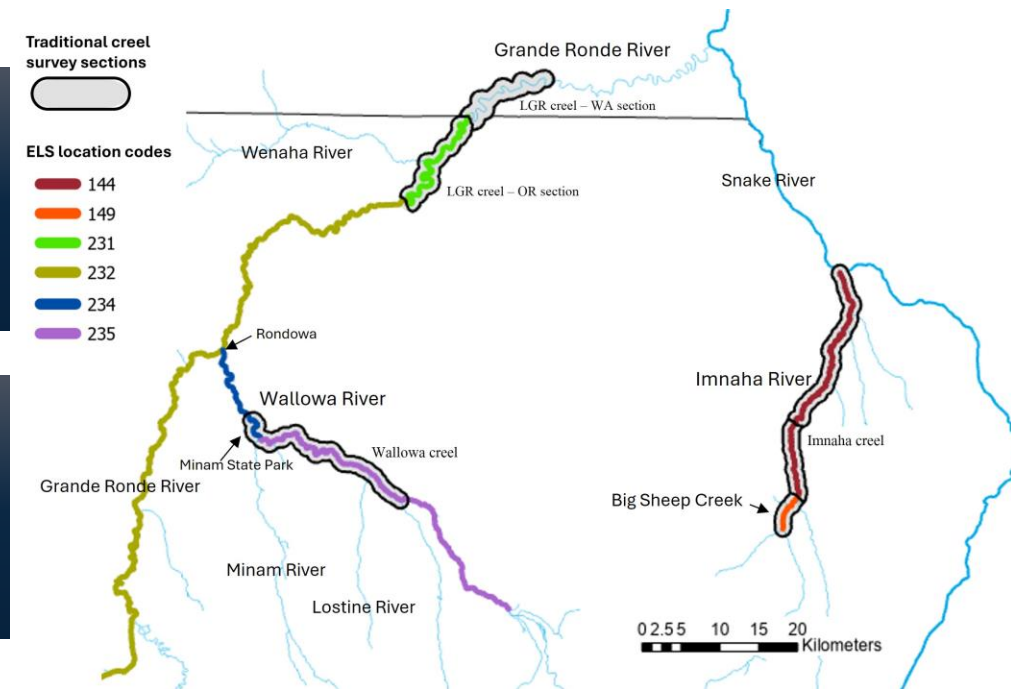 Traditional creel
survey sections
ELS location codes
144
149
231
232
234
235
Grande Ronde River
LGR creel – WA section
Wenaha River
LGR creel – OR section
Snake River
Rondowa
Wallowa River
Imnaha River
Minam State Park
Wallowa creel
Imnaha creel
Grande Ronde River
Big Sheep Creek
Minam River
Lostine River
0 2.5 5 10 15 20
Kilometers